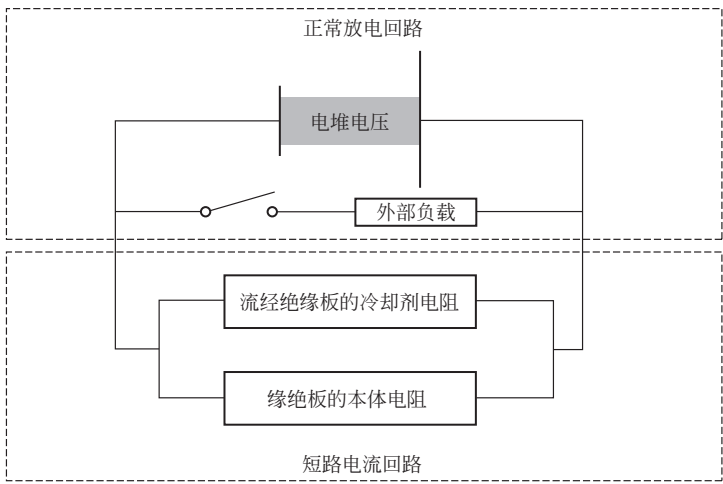 正常放电回路
电堆电压
外部负载
流经绝缘板的冷却剂电阻
缘绝板的本体电阻
短路电流回路